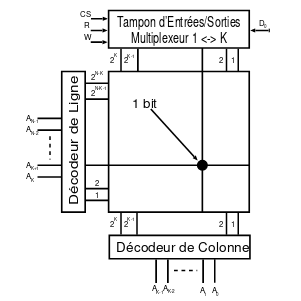 CS
R
W
Tampon d'Entrées/Sorties
Multiplexeur 1 <-> K
D₀
2ᴷ 2ᴷ⁻¹ 2 1
Décodeur de Ligne
2ᴺ⁻ᴷ
2ᴺ⁻ᴷ⁻¹
2
1
1 bit
Aₙ₋₁
Aₙ₋₂
Aₖ₊₁
Aₖ
2ᴷ 2ᴷ⁻¹ 2 1
Décodeur de Colonne
Aₖ₋₁ Aₖ₋₂ A₁ A₀